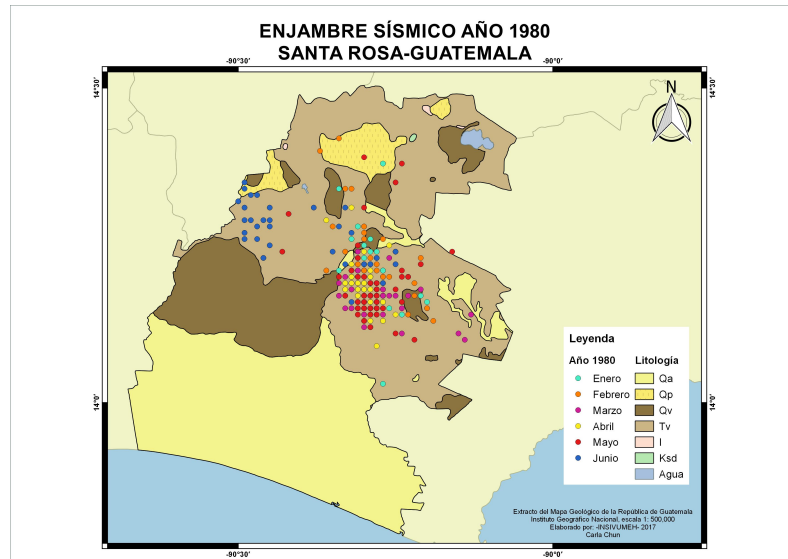 ENJAMBRE SÍSMICO AÑO 1980
SANTA ROSA-GUATEMALA
-90°30' -90°0'
14°30' 14°30'
N
14°0' 14°0'
Leyenda
Año 1980 Litología
Enero Qa
Febrero Qp
Marzo Qv
Abril Tv
Mayo I
Junio Ksd
Agua
Extracto del Mapa Geológico de la República de Guatemala
Instituto Geográfico Nacional, escala 1: 500,000
Elaborado por: -INSIVUMEH- 2017
Carla Chun
-90°30' -90°0'